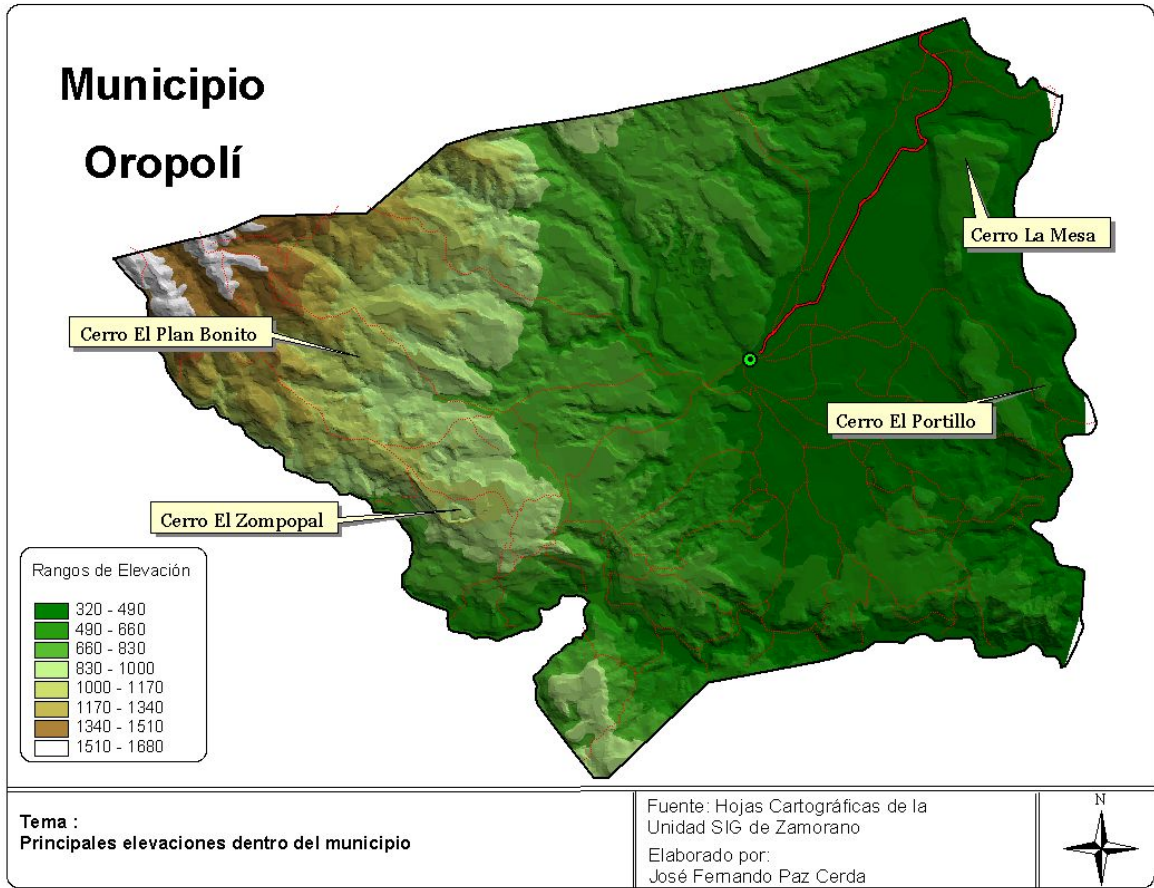 Municipio
Oropolí
Cerro La Mesa
Cerro El Plan Bonito
Cerro El Portillo
Cerro El Zompopal
Rangos de Elevación
320 - 490
490 - 660
660 - 830
830 - 1000
1000 - 1170
1170 - 1340
1340 - 1510
1510 - 1680
Tema :
Principales elevaciones dentro del municipio
Fuente: Hojas Cartográficas de la
Unidad SIG de Zamorano
Elaborado por:
José Fernando Paz Cerda
N